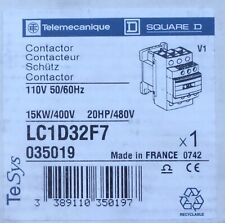 Telemecanique
D SQUARE D
Contactor
Contacteur
Schütz
Contactor
V1
110V 50/60Hz
15KW/400V 20HP/480V
LC1D32F7
035019
x 1
Made in FRANCE 0742
TeSys
RECYCLABLE
3 389110 350197